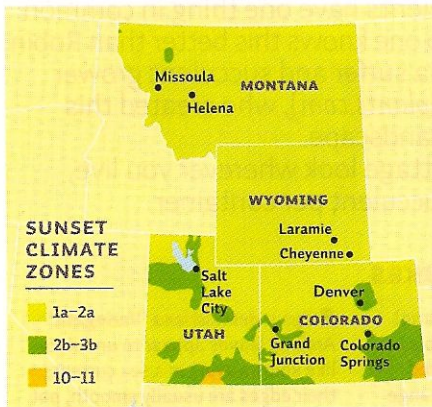 Missoula
MONTANA
Helena
WYOMING
Laramie
Cheyenne
SUNSET
CLIMATE
ZONES
1a–2a
2b–3b
10–11
Salt
Lake
City
UTAH
Denver
COLORADO
Grand
Junction
Colorado
Springs